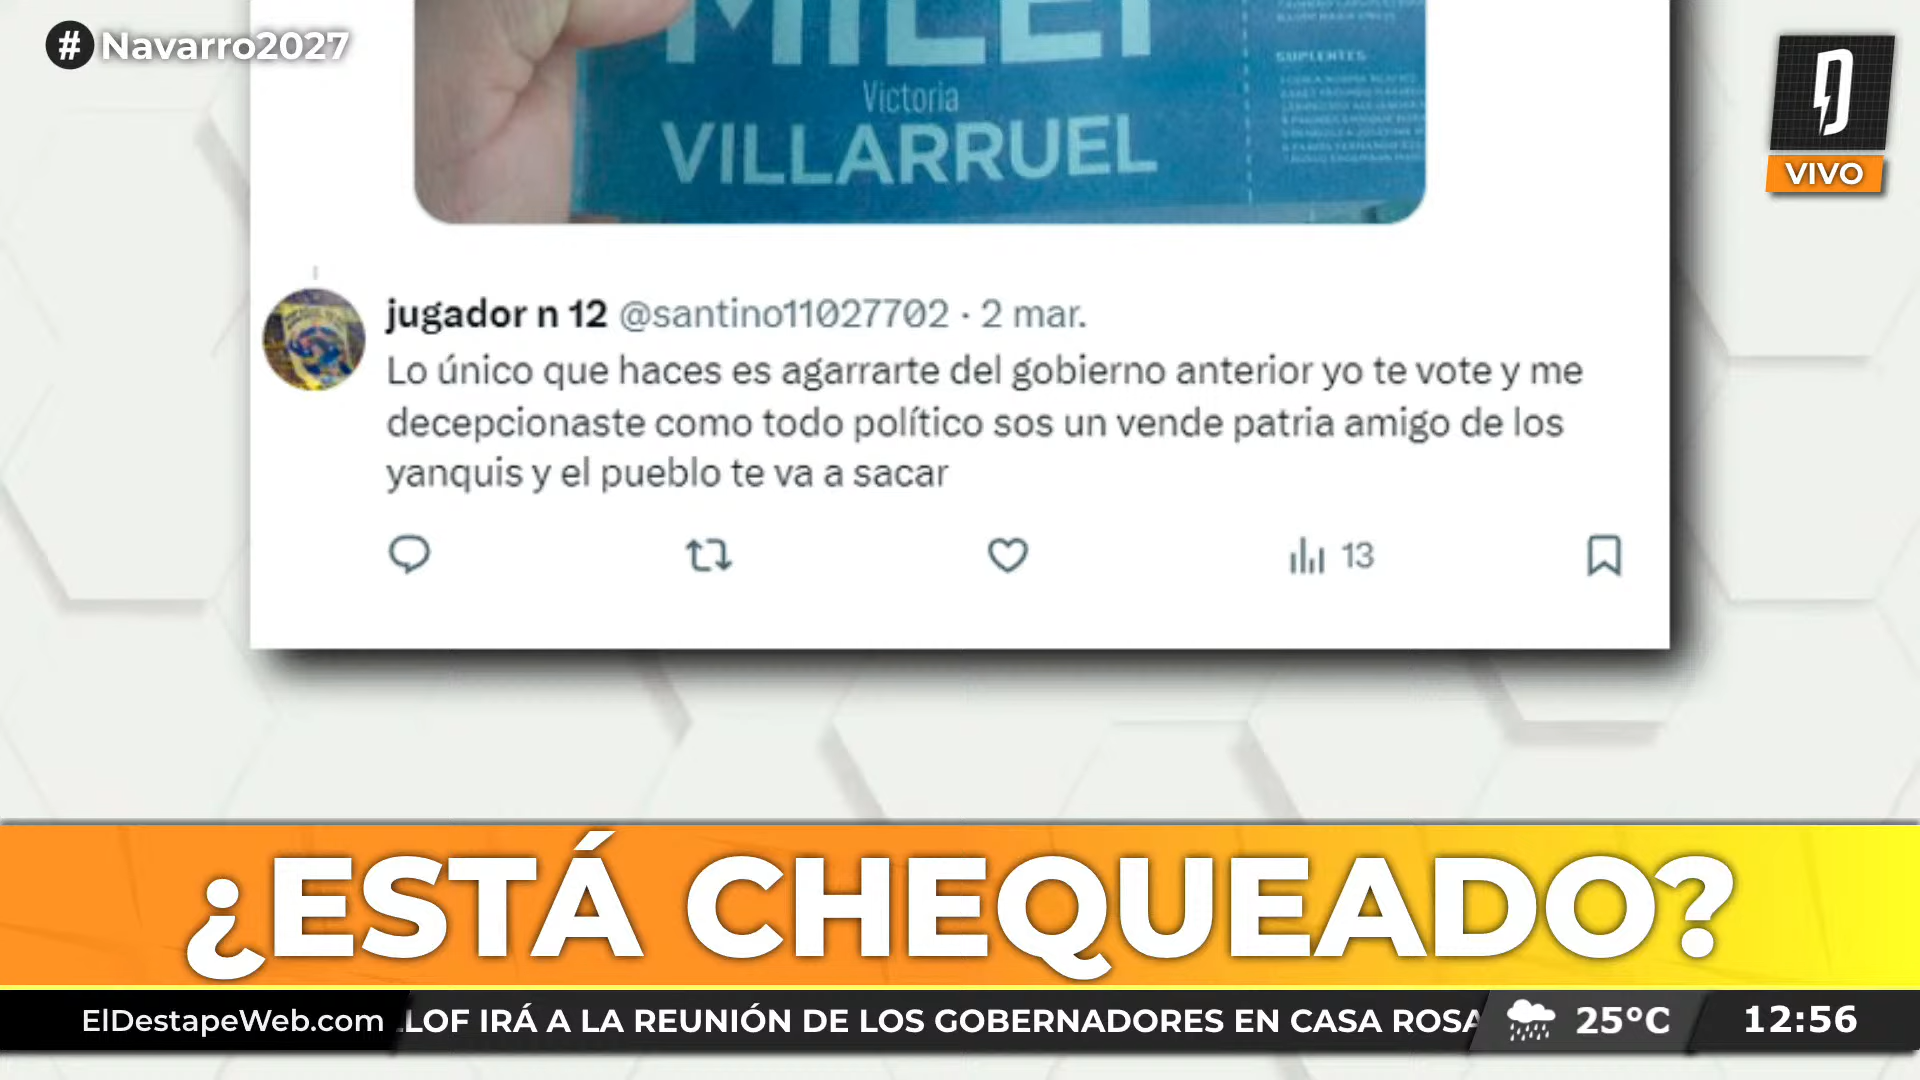 #Navarro2027
MILEI
Victoria
VILLARRUEL
SUPLENTES
VIVO
jugador n 12 @santino11027702 · 2 mar.
Lo único que haces es agarrarte del gobierno anterior yo te vote y me
decepcionaste como todo político sos un vende patria amigo de los
yanquis y el pueblo te va a sacar
13
¿ESTÁ CHEQUEADO?
ElDestapeWeb.com
LOF IRÁ A LA REUNIÓN DE LOS GOBERNADORES EN CASA ROSA
25°C
12:56